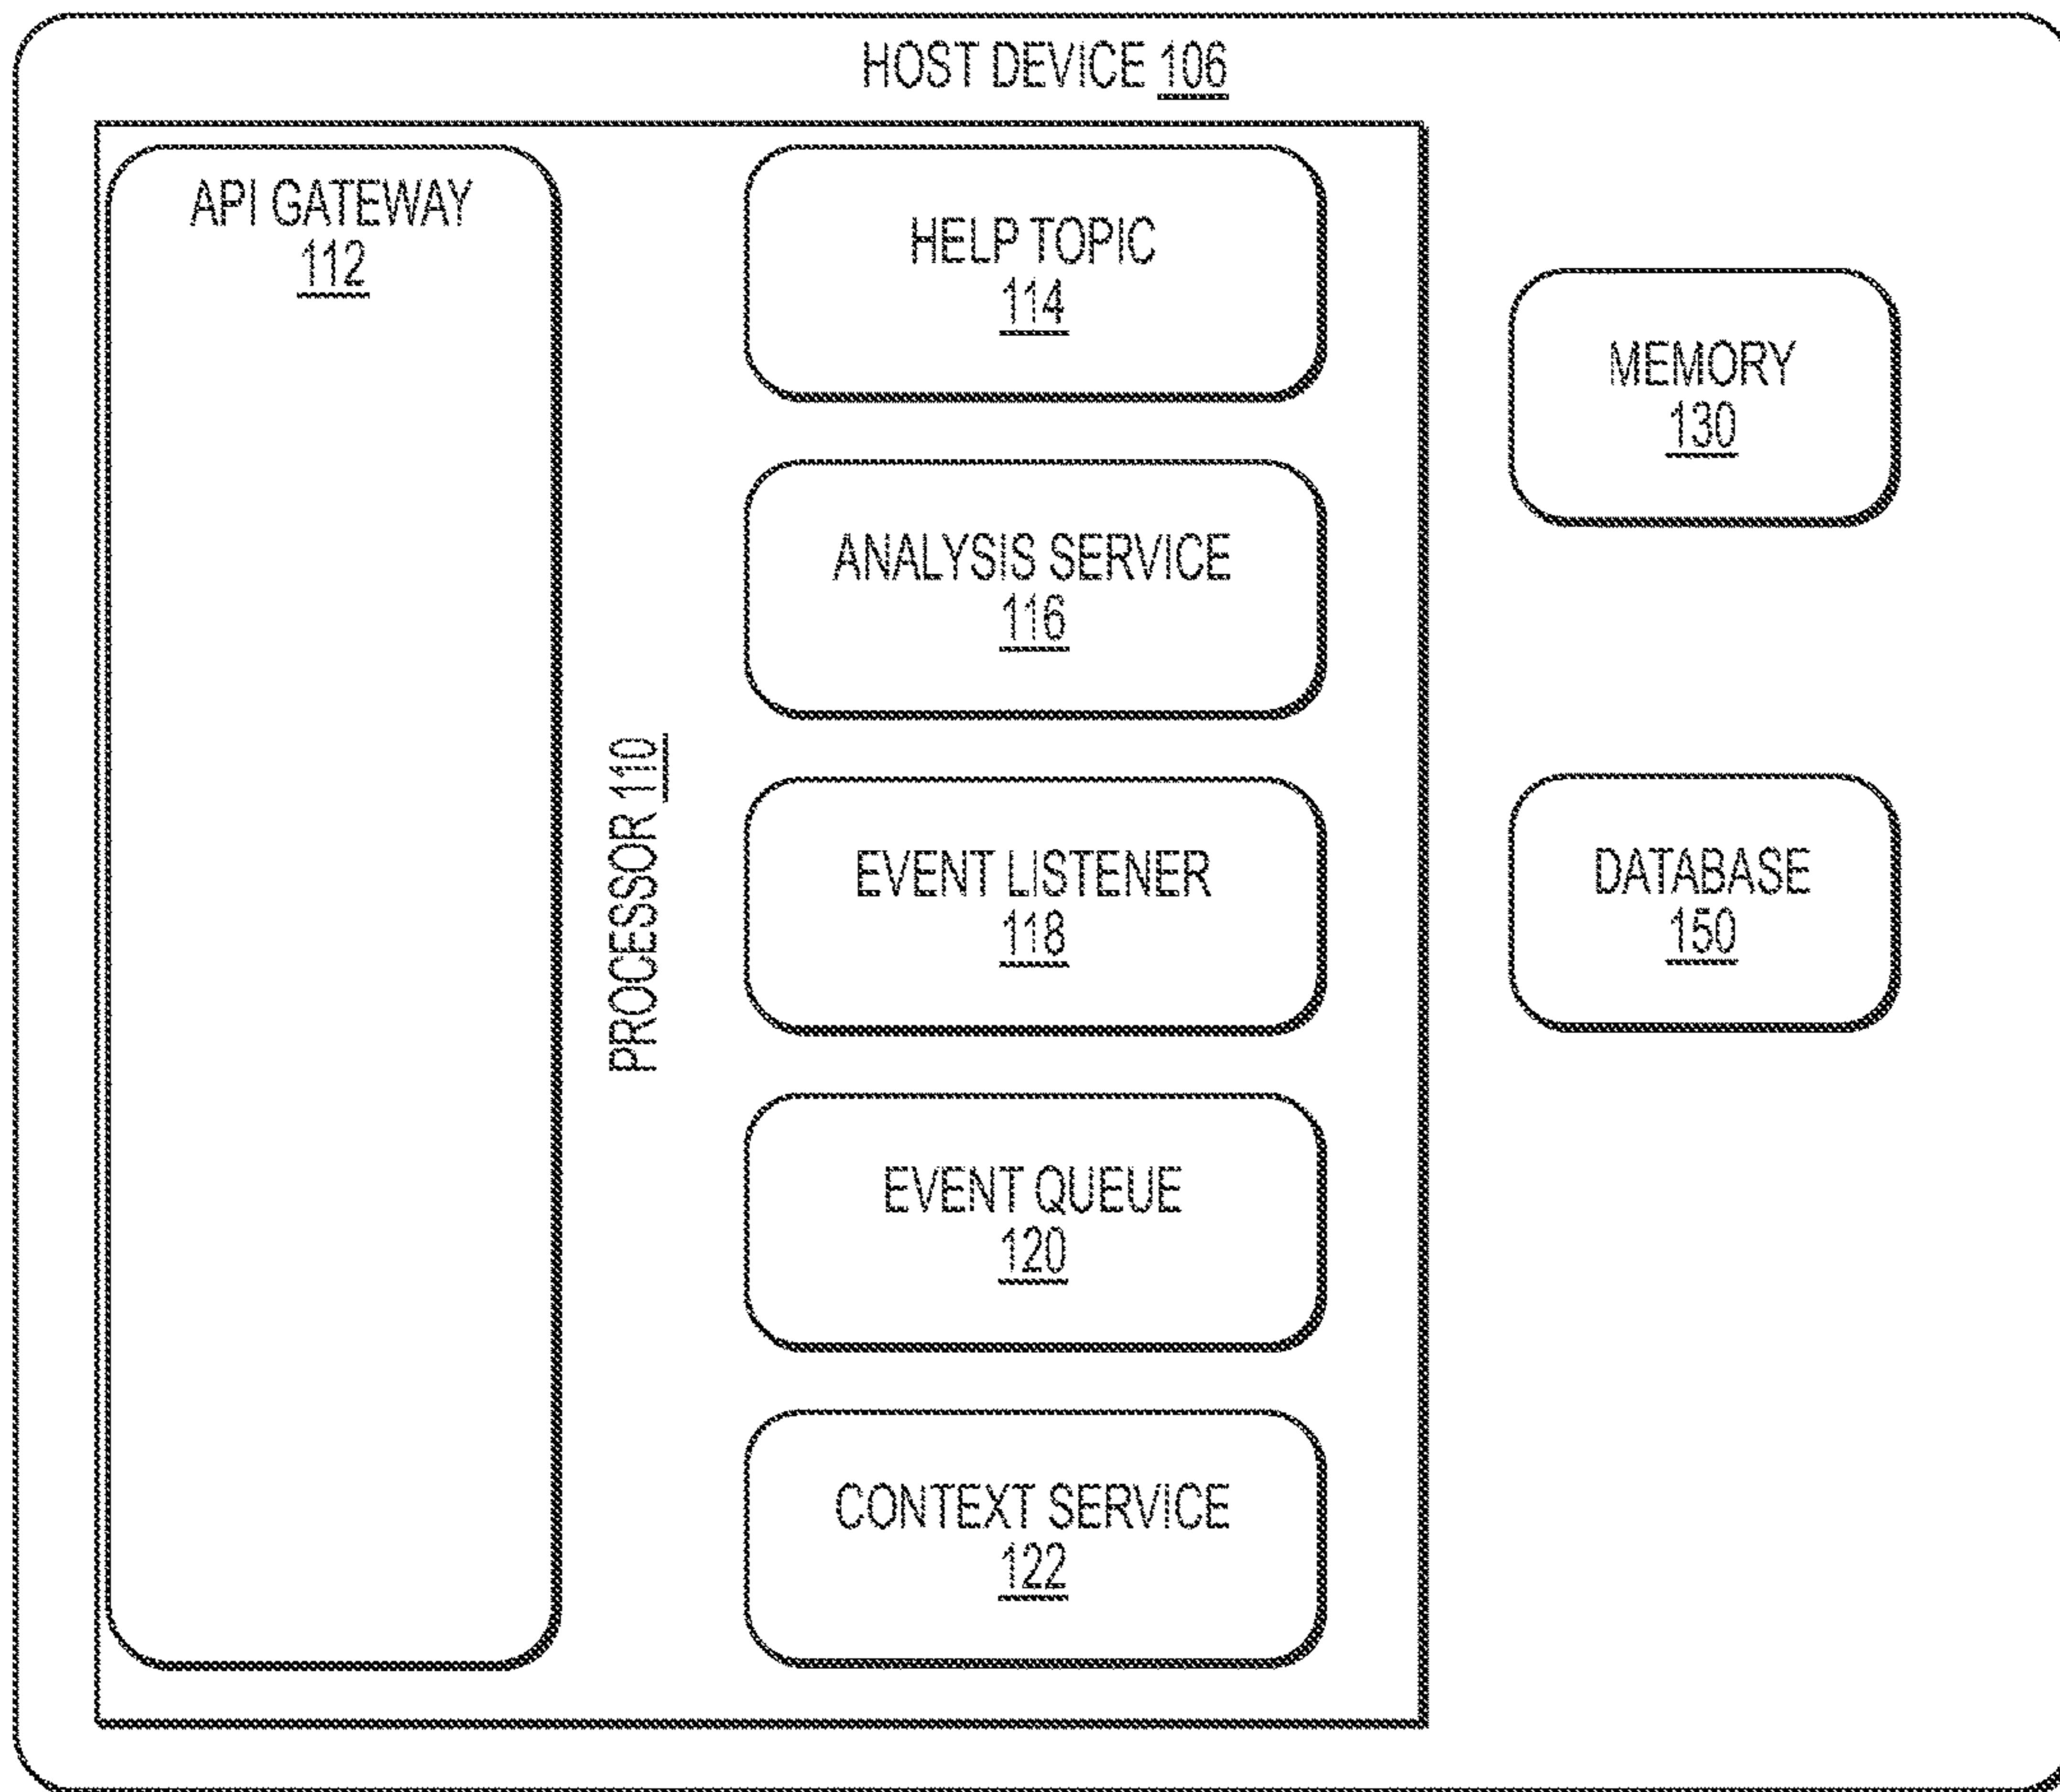 HOST DEVICE 106
API GATEWAY
112
PROCESSOR 110
HELP TOPIC
114
ANALYSIS SERVICE
116
EVENT LISTENER
118
EVENT QUEUE
120
CONTEXT SERVICE
122
MEMORY
130
DATABASE
150